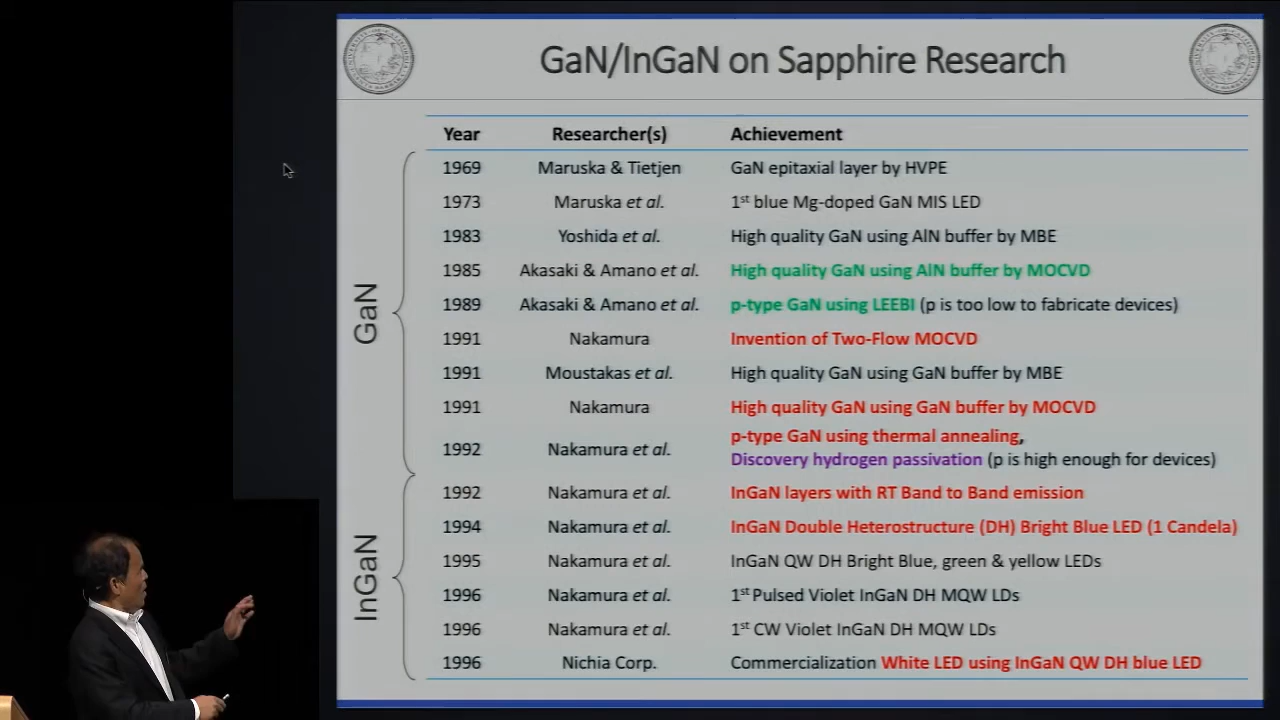 GaN/InGaN on Sapphire Research
Year Researcher(s) Achievement
GaN
1969 Maruska & Tietjen GaN epitaxial layer by HVPE
1973 Maruska et al. 1st blue Mg-doped GaN MIS LED
1983 Yoshida et al. High quality GaN using AlN buffer by MBE
1985 Akasaki & Amano et al. High quality GaN using AlN buffer by MOCVD
1989 Akasaki & Amano et al. p-type GaN using LEEBI (p is too low to fabricate devices)
1991 Nakamura Invention of Two-Flow MOCVD
1991 Moustakas et al. High quality GaN using GaN buffer by MBE
1991 Nakamura High quality GaN using GaN buffer by MOCVD
1992 Nakamura et al. p-type GaN using thermal annealing,
Discovery hydrogen passivation (p is high enough for devices)
InGaN
1992 Nakamura et al. InGaN layers with RT Band to Band emission
1994 Nakamura et al. InGaN Double Heterostructure (DH) Bright Blue LED (1 Candela)
1995 Nakamura et al. InGaN QW DH Bright Blue, green & yellow LEDs
1996 Nakamura et al. 1st Pulsed Violet InGaN DH MQW LDs
1996 Nakamura et al. 1st CW Violet InGaN DH MQW LDs
1996 Nichia Corp. Commercialization White LED using InGaN QW DH blue LED